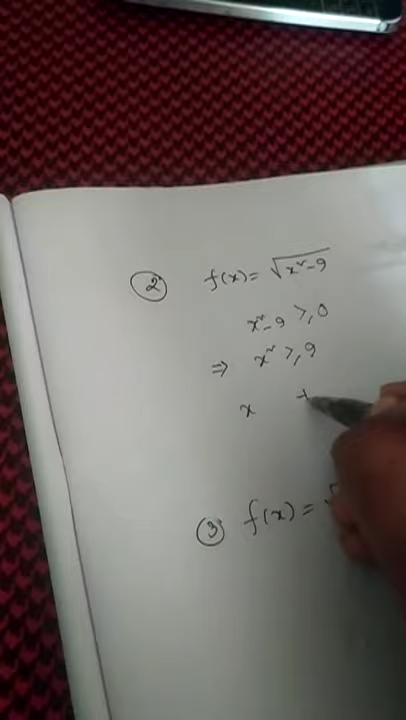 ② f(x) = √(x² - 9)
x² - 9 ⩾ 0
⇒ x² ⩾ 9
x +
③ f(x) = √